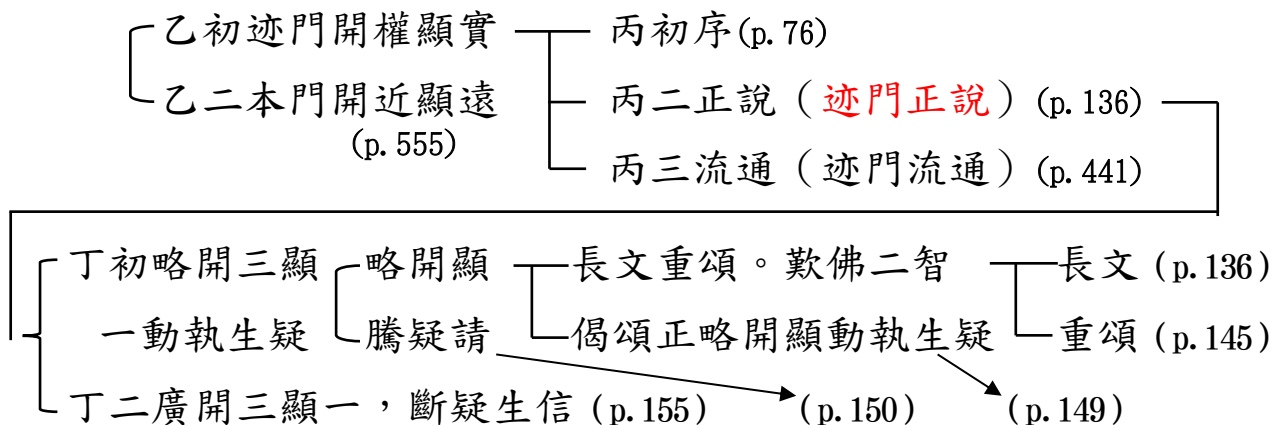 乙初迹門開權顯實 丙初序(p.76)
乙二本門開近顯遠 丙二正說（迹門正說）(p.136)
(p.555)
丙三流通（迹門流通）(p.441)
丁初略開三顯 略開顯 長文重頌。歎佛二智 長文(p.136)
一動執生疑 騰疑請 偈頌正略開顯動執生疑 重頌(p.145)
丁二廣開三顯一，斷疑生信(p.155) (p.150) (p.149)